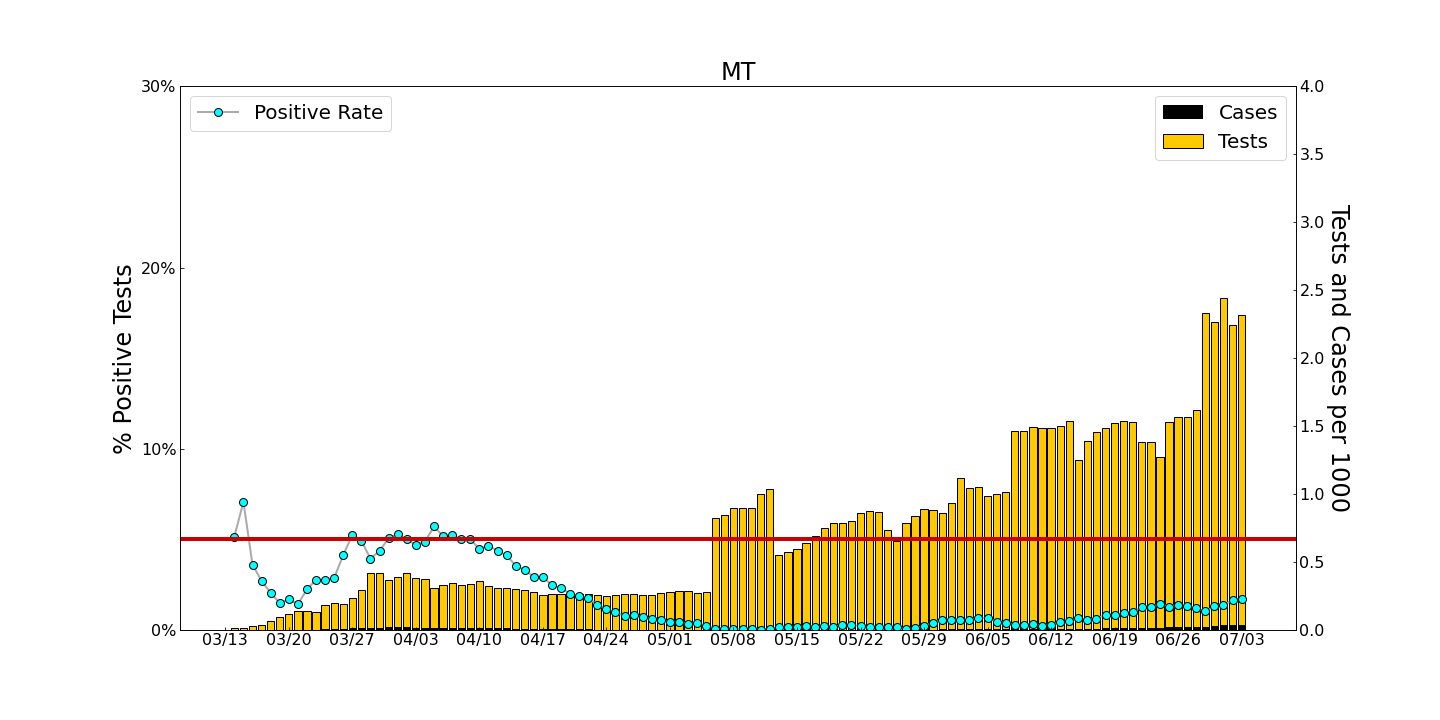 MT
30%
20%
10%
0%
% Positive Tests
Positive Rate
Cases
Tests
4.0
3.5
3.0
2.5
2.0
1.5
1.0
0.5
0.0
Tests and Cases per 1000
03/13 03/20 03/27 04/03 04/10 04/17 04/24 05/01 05/08 05/15 05/22 05/29 06/05 06/12 06/19 06/26 07/03